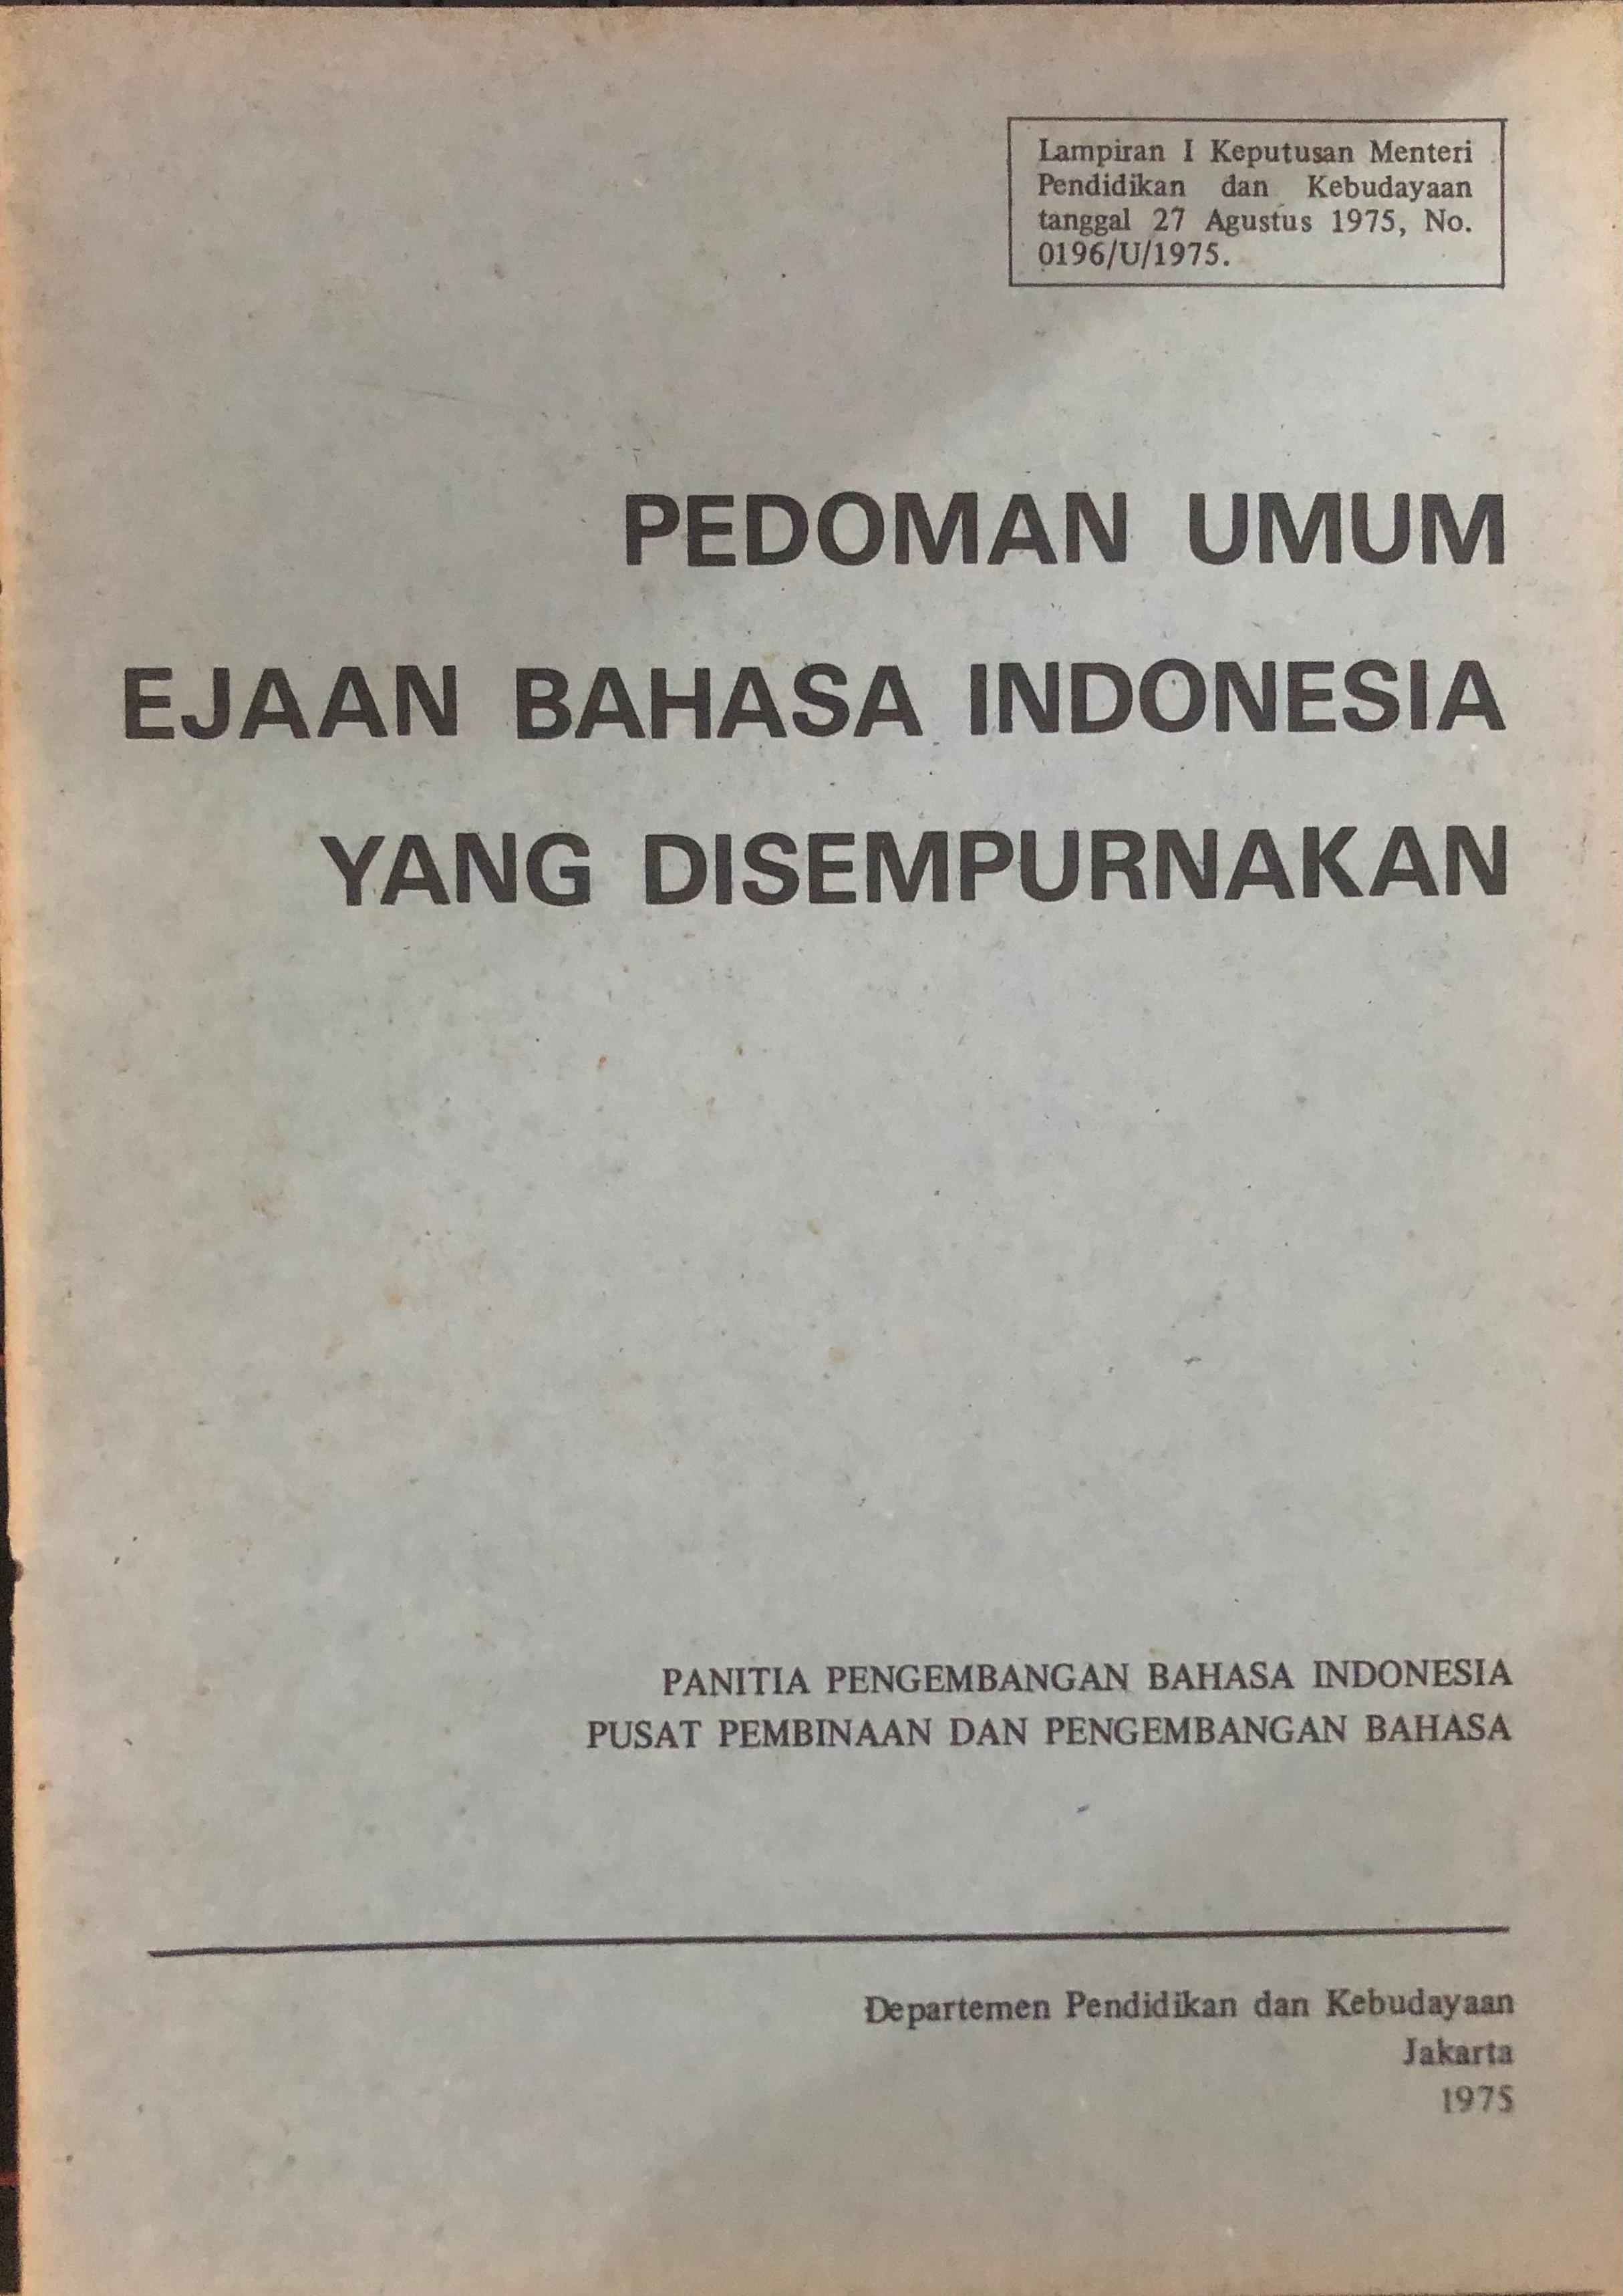 Lampiran I Keputusan Menteri
Pendidikan dan Kebudayaan
tanggal 27 Agustus 1975, No.
0196/U/1975.
PEDOMAN UMUM
EJAAN BAHASA INDONESIA
YANG DISEMPURNAKAN
PANITIA PENGEMBANGAN BAHASA INDONESIA
PUSAT PEMBINAAN DAN PENGEMBANGAN BAHASA
Departemen Pendidikan dan Kebudayaan
Jakarta
1975